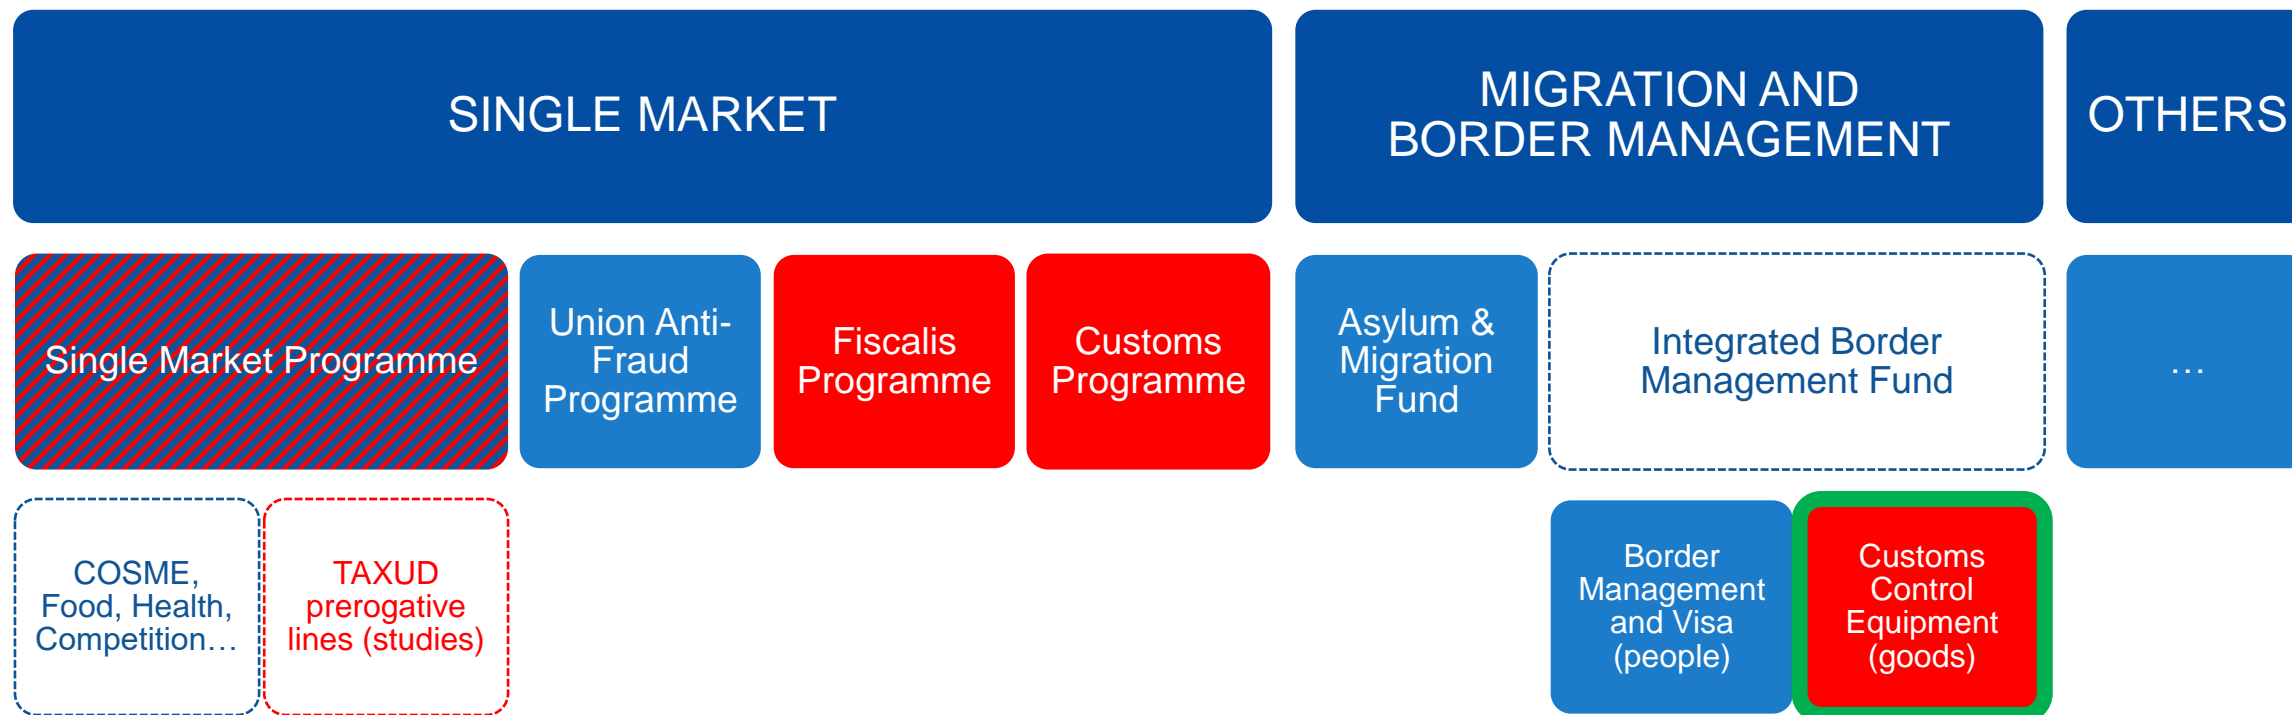 SINGLE MARKET
MIGRATION AND
BORDER MANAGEMENT
OTHERS
Single Market Programme
Union Anti-
Fraud
Programme
Fiscalis
Programme
Customs
Programme
Asylum &
Migration
Fund
Integrated Border
Management Fund
…
COSME,
Food, Health,
Competition…
TAXUD
prerogative
lines (studies)
Border
Management
and Visa
(people)
Customs
Control
Equipment
(goods)